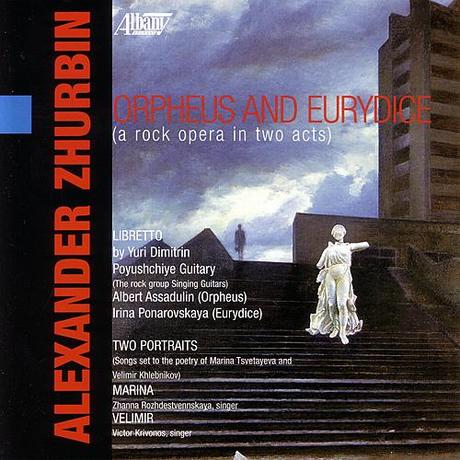 Albany
RECORDS
ALEXANDER ZHURBIN
ORPHEUS AND EURYDICE
(a rock opera in two acts)
LIBRETTO
by Yuri Dimitrin
Poyushchiye Guitary
(The rock group Singing Guitars)
Albert Assadulin (Orpheus)
Irina Ponarovskaya (Eurydice)
TWO PORTRAITS
(Songs set to the poetry of Marina Tsvetayeva and
Velimir Khlebnikov)
MARINA
Zhanna Rozhdestvennskaya, singer
VELIMIR
Victor Krivonos, singer